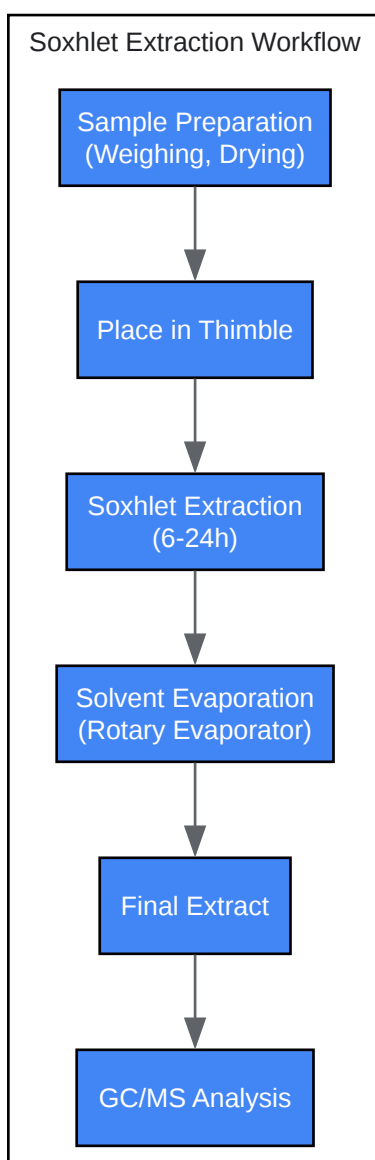 Soxhlet Extraction Workflow
Sample Preparation
(Weighing, Drying)
Place in Thimble
Soxhlet Extraction
(6-24h)
Solvent Evaporation
(Rotary Evaporator)
Final Extract
GC/MS Analysis